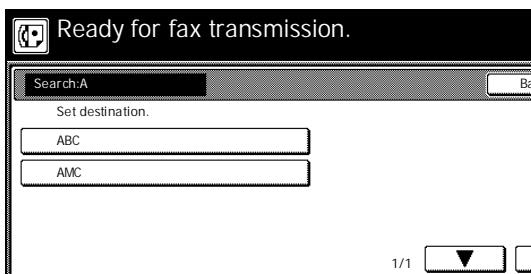 Ready for fax transmission.
Search:A
Set destination.
ABC
AMC
1/1